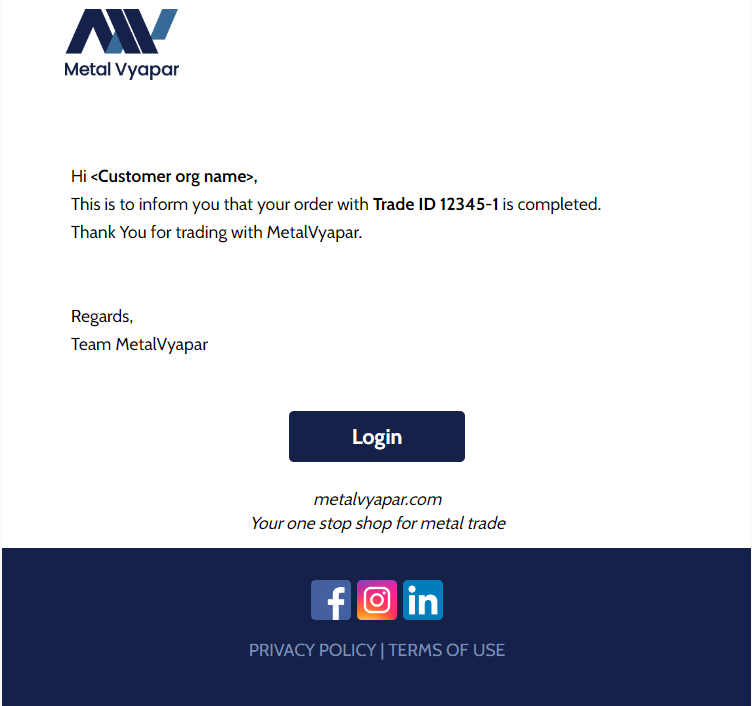 Metal Vyapar
Hi <Customer org name>,
This is to inform you that your order with Trade ID 12345-1 is completed.
Thank You for trading with MetalVyapar.
Regards,
Team MetalVyapar
Login
metalvyapar.com
Your one stop shop for metal trade
PRIVACY POLICY | TERMS OF USE